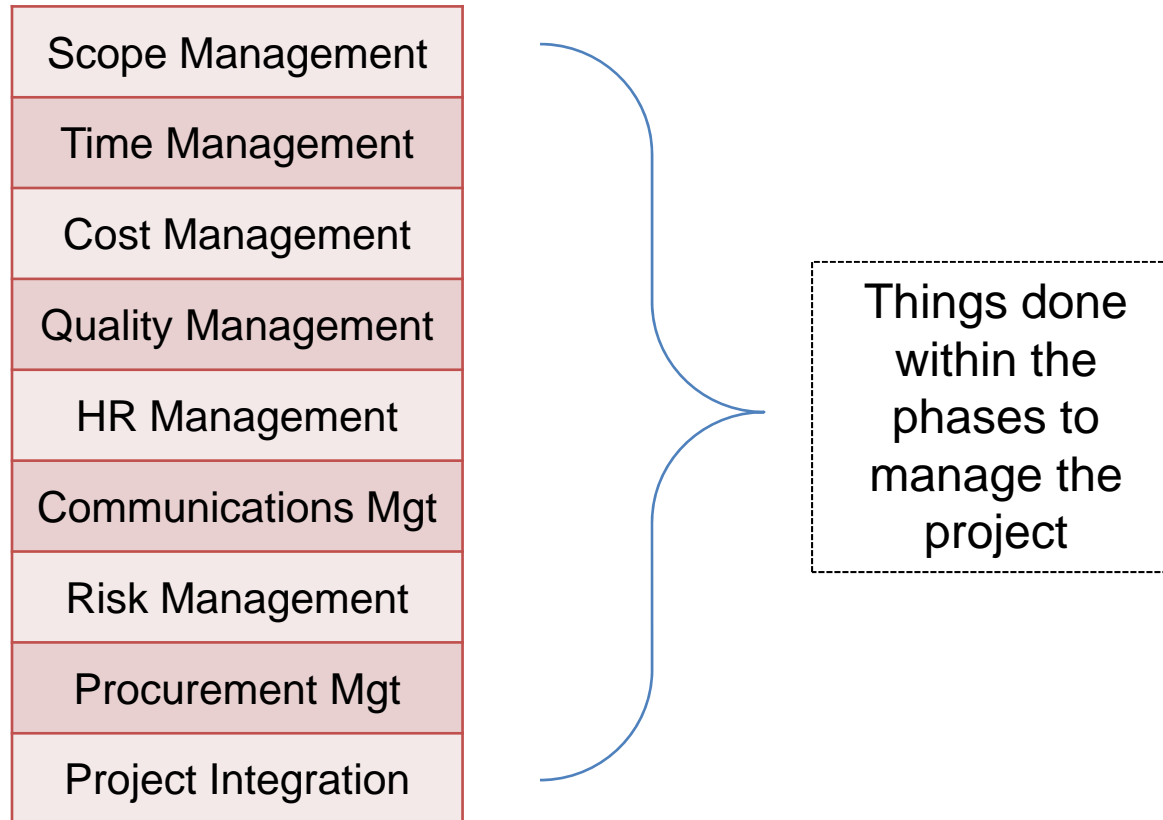 Scope Management
Time Management
Cost Management
Quality Management
HR Management
Communications Mgt
Risk Management
Procurement Mgt
Project Integration
Things done
within the
phases to
manage the
project